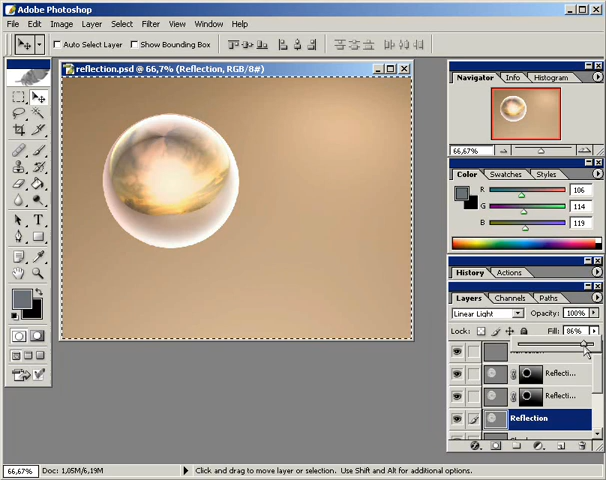 Adobe Photoshop
File Edit Image Layer Select Filter View Window Help
Auto Select Layer Show Bounding Box
reflection.psd @ 66,7% (Reflection, RGB/8#)
Navigator Info Histogram
66,67%
Color Swatches Styles
R 106
G 114
B 119
History Actions
Layers Channels Paths
Linear Light Opacity: 100%
Lock: Fill: 86%
Reflecti...
Reflecti...
Reflection
66,67% Doc: 1,05M/6,19M Click and drag to move layer or selection. Use Shift and Alt for additional options.